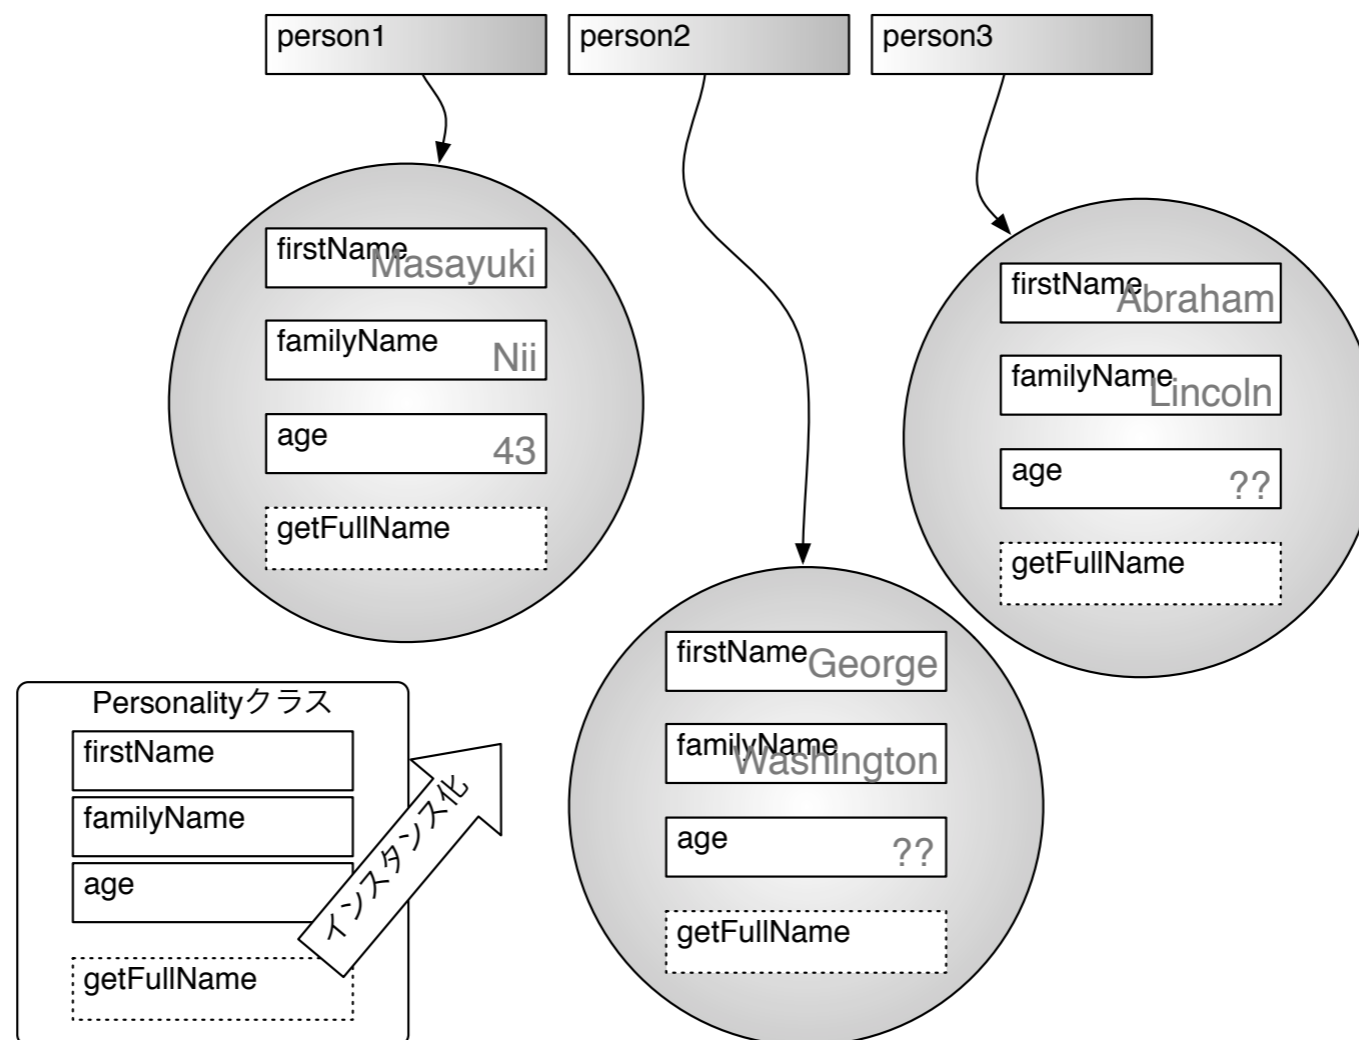 person1
person2
person3
firstName
Masayuki
familyName
Nii
age
43
getFullName
firstName
Abraham
familyName
Lincoln
age
??
getFullName
firstName
George
familyName
Washington
age
??
getFullName
Personalityクラス
firstName
familyName
age
getFullName
インスタンス化